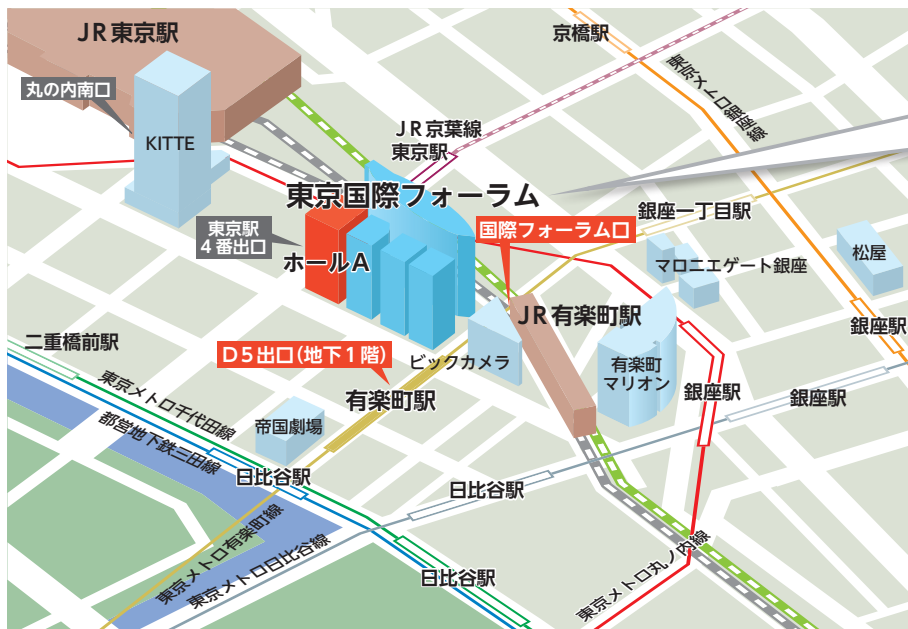 JR東京駅
京橋駅
丸の内南口
KITTE
東京メトロ銀座線
JR京葉線
東京駅
東京国際フォーラム
東京駅
4番出口
ホールA
国際フォーラム口
銀座一丁目駅
マロニエゲート銀座
松屋
JR有楽町駅
銀座駅
二重橋前駅
D5出口(地下1階)
ビックカメラ
有楽町
マリオン
有楽町駅
銀座駅
銀座駅
東京メトロ千代田線
帝国劇場
都営地下鉄三田線
日比谷駅
日比谷駅
東京メトロ有楽町線
東京メトロ日比谷線
日比谷駅
東京メトロ丸ノ内線